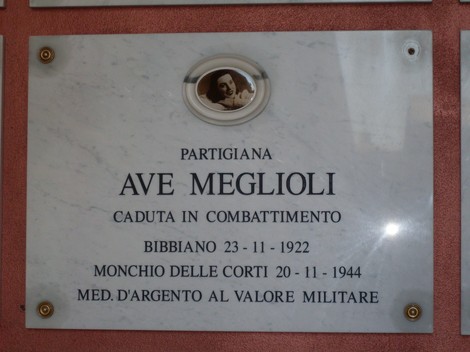 PARTIGIANA
AVE MEGLIOLI
CADUTA IN COMBATTIMENTO
BIBBIANO 23 - 11 - 1922
MONCHIO DELLE CORTI 20 - 11 - 1944
MED. D'ARGENTO AL VALORE MILITARE